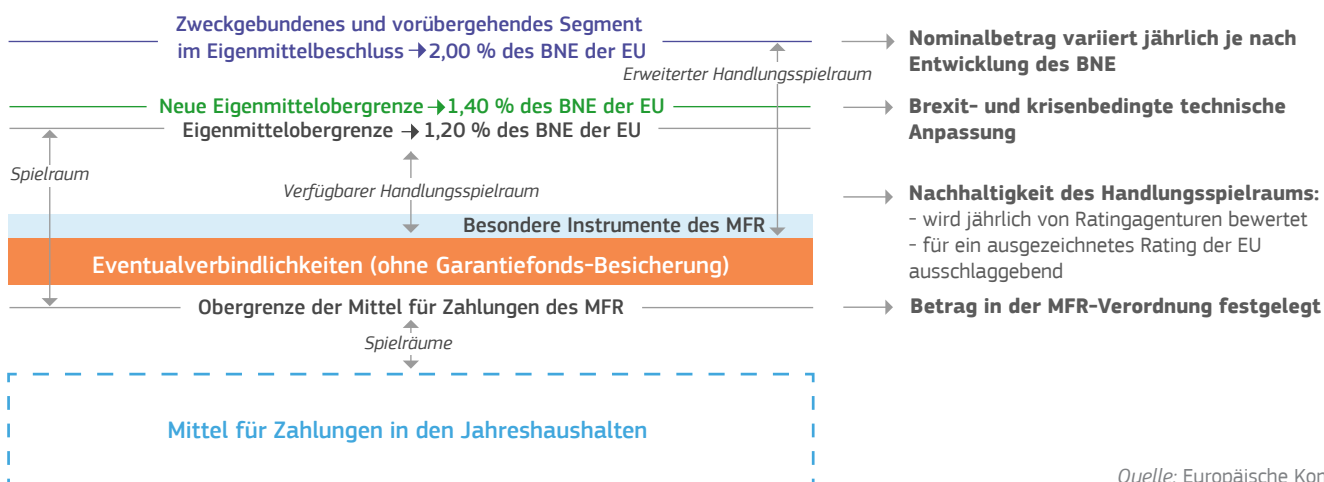 Zweckgebundenes und vorübergehendes Segment
im Eigenmittelbeschluss → 2,00 % des BNE der EU
Erweiterter Handlungsspielraum
Nominalbetrag variiert jährlich je nach
Entwicklung des BNE
Neue Eigenmittelobergrenze → 1,40 % des BNE der EU
Eigenmittelobergrenze → 1,20 % des BNE der EU
Brexit- und krisenbedingte technische
Anpassung
Spielraum
Verfügbarer Handlungsspielraum
Nachhaltigkeit des Handlungsspielraums:
- wird jährlich von Ratingagenturen bewertet
- für ein ausgezeichnetes Rating der EU
ausschlaggebend
Besondere Instrumente des MFR
Eventualverbindlichkeiten (ohne Garantiefonds-Besicherung)
Obergrenze der Mittel für Zahlungen des MFR
Betrag in der MFR-Verordnung festgelegt
Spielräume
Mittel für Zahlungen in den Jahreshaushalten
Quelle: Europäische